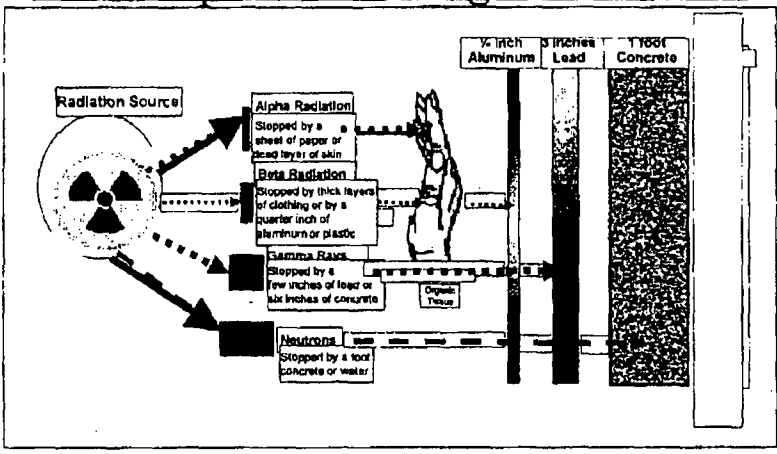 ¼ Inch
Aluminum
3 Inches
Lead
1 foot
Concrete
Radiation Source
Alpha Radiation
Stopped by a
sheet of paper or
dead layer of skin
Beta Radiation
Stopped by thick layers
of clothing or by a
quarter inch of
aluminum or plastic
Gamma Rays
Stopped by a
few inches of lead or
six inches of concrete
Organic
Tissue
Neutrons
Stopped by a foot
concrete or water